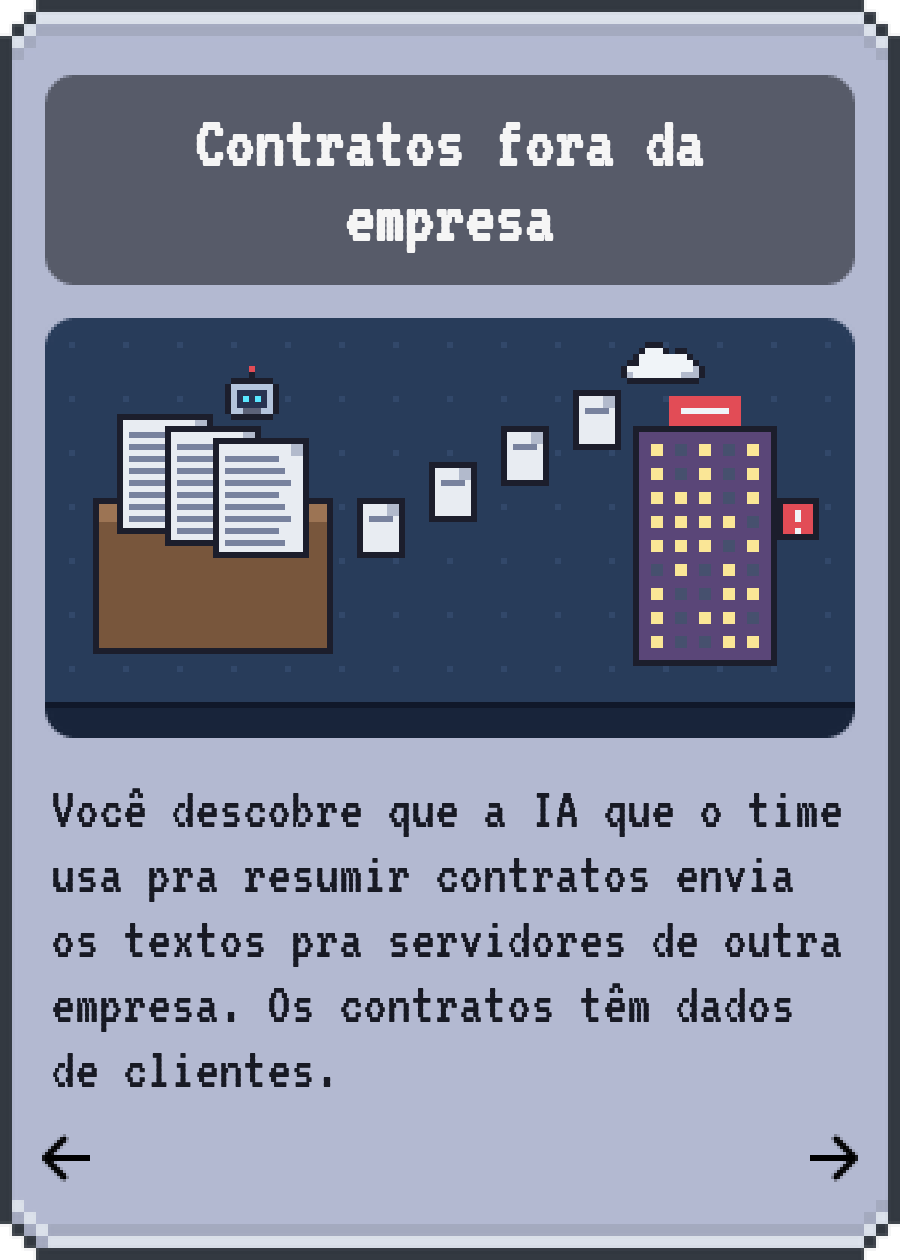 Contratos fora da
empresa
!
Você descobre que a IA que o time
usa pra resumir contratos envia
os textos pra servidores de outra
empresa. Os contratos têm dados
de clientes.